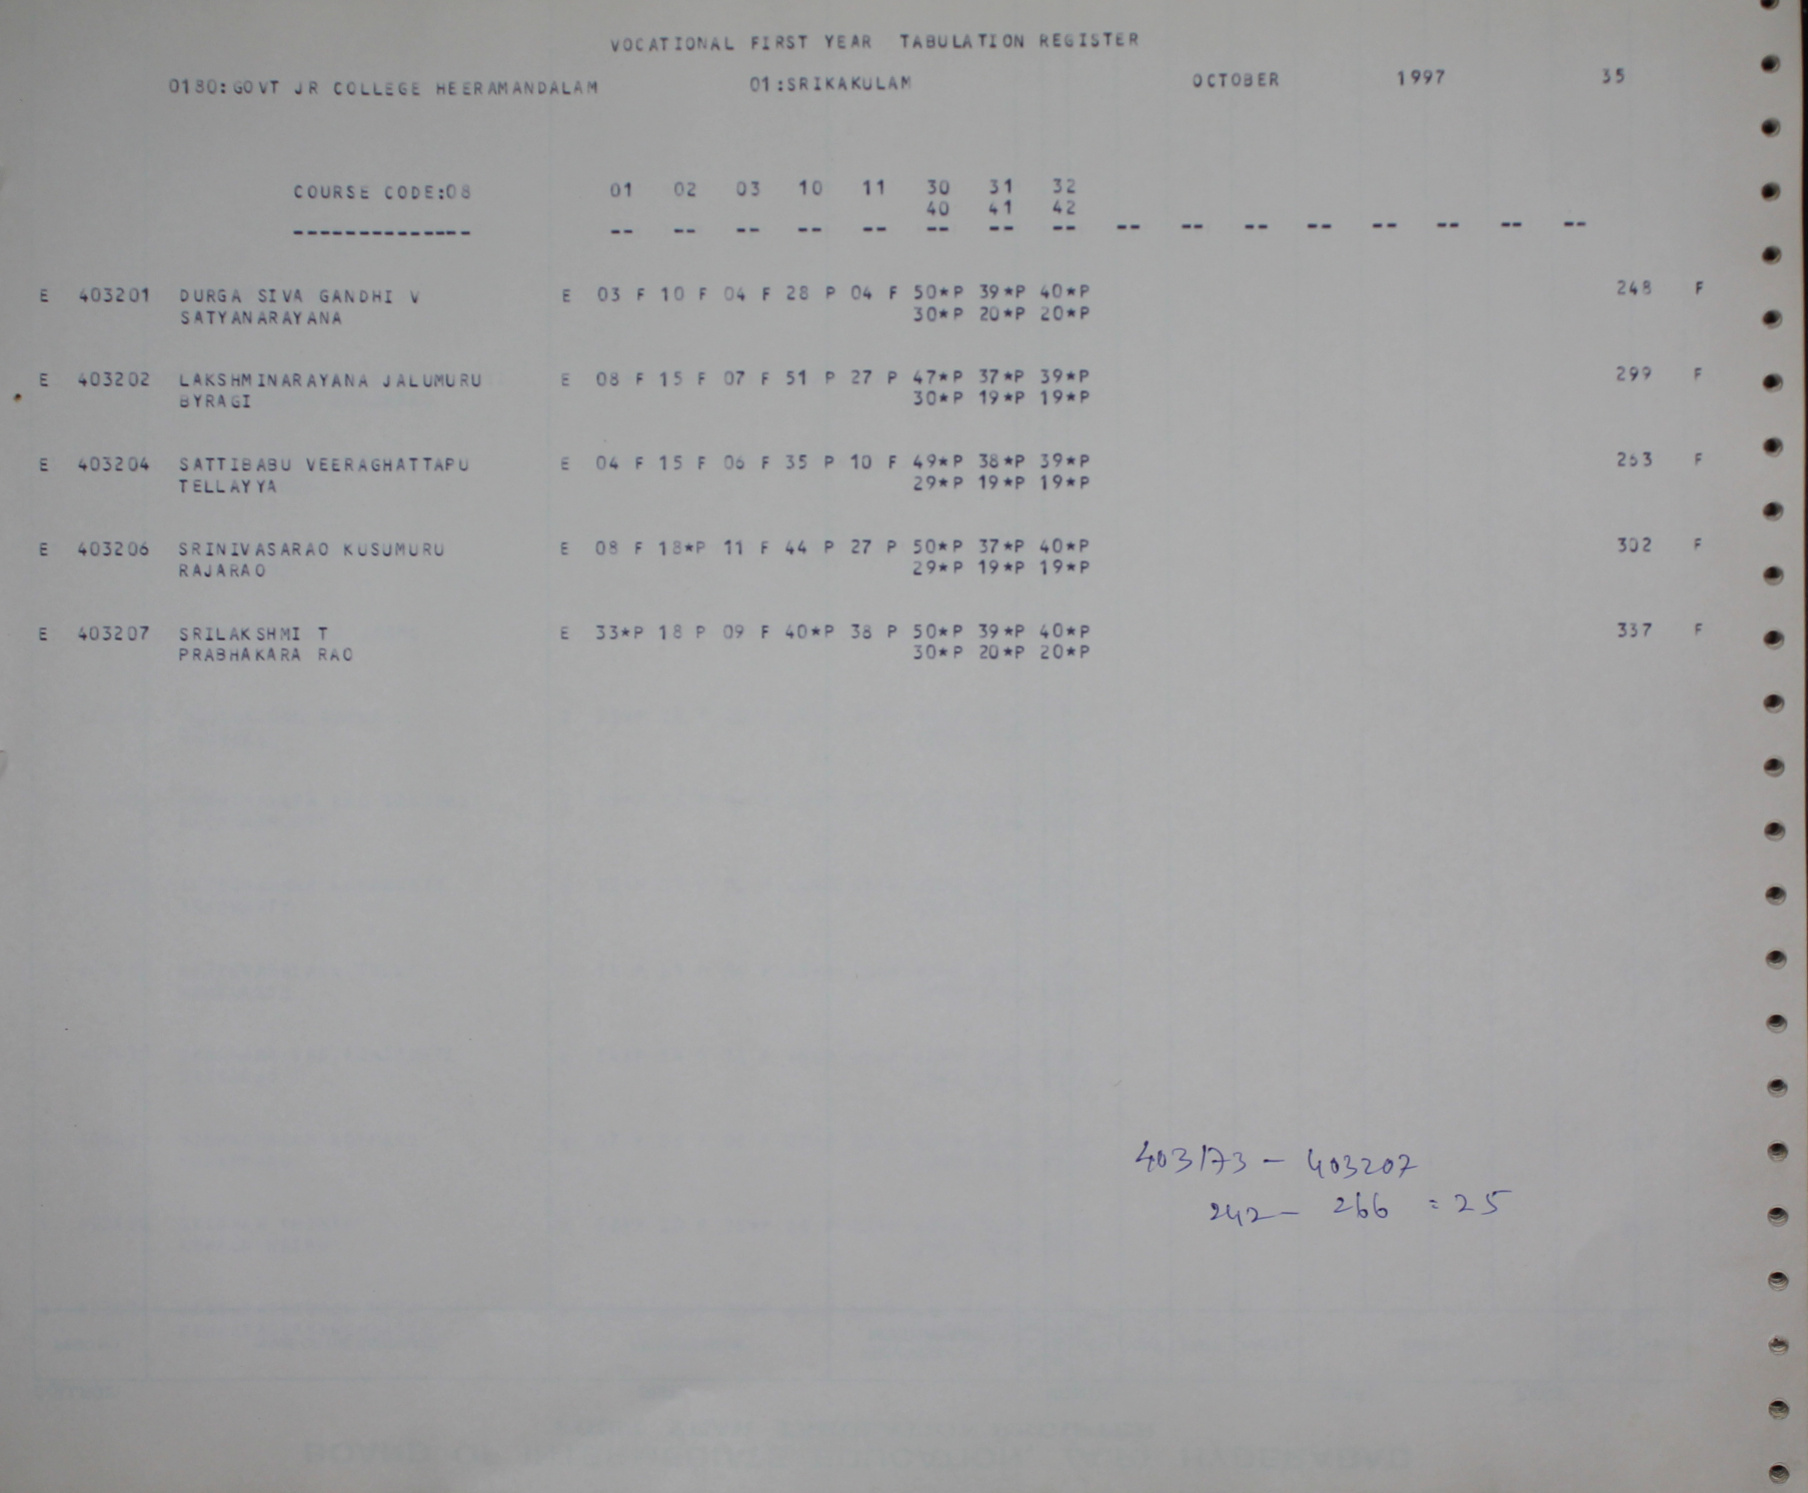 VOCATIONAL FIRST YEAR TABULATION REGISTER
0180:GOVT JR COLLEGE HEERAMANDALAM 01:SRIKAKULAM OCTOBER 1997 35
COURSE CODE:08 01 02 03 10 11 30 31 32
40 41 42
-------------- -- -- -- -- -- -- -- -- -- -- -- -- -- -- -- --
E 403201 DURGA SIVA GANDHI V E 03 F 10 F 04 F 28 P 04 F 50*P 39*P 40*P 248 F
SATYANARAYANA 30*P 20*P 20*P
E 403202 LAKSHMINARAYANA JALUMURU E 08 F 15 F 07 F 51 P 27 P 47*P 37*P 39*P 299 F
BYRAGI 30*P 19*P 19*P
E 403204 SATTIBABU VEERAGHATTAPU E 04 F 15 F 06 F 35 P 10 F 49*P 38*P 39*P 263 F
TELLAYYA 29*P 19*P 19*P
E 403206 SRINIVASARAO KUSUMURU E 08 F 18*P 11 F 44 P 27 P 50*P 37*P 40*P 302 F
RAJARAO 29*P 19*P 19*P
E 403207 SRILAKSHMI T E 33*P 18 P 09 F 40*P 38 P 50*P 39*P 40*P 337 F
PRABHAKARA RAO 30*P 20*P 20*P
403173 - 403207
242 - 266 = 25